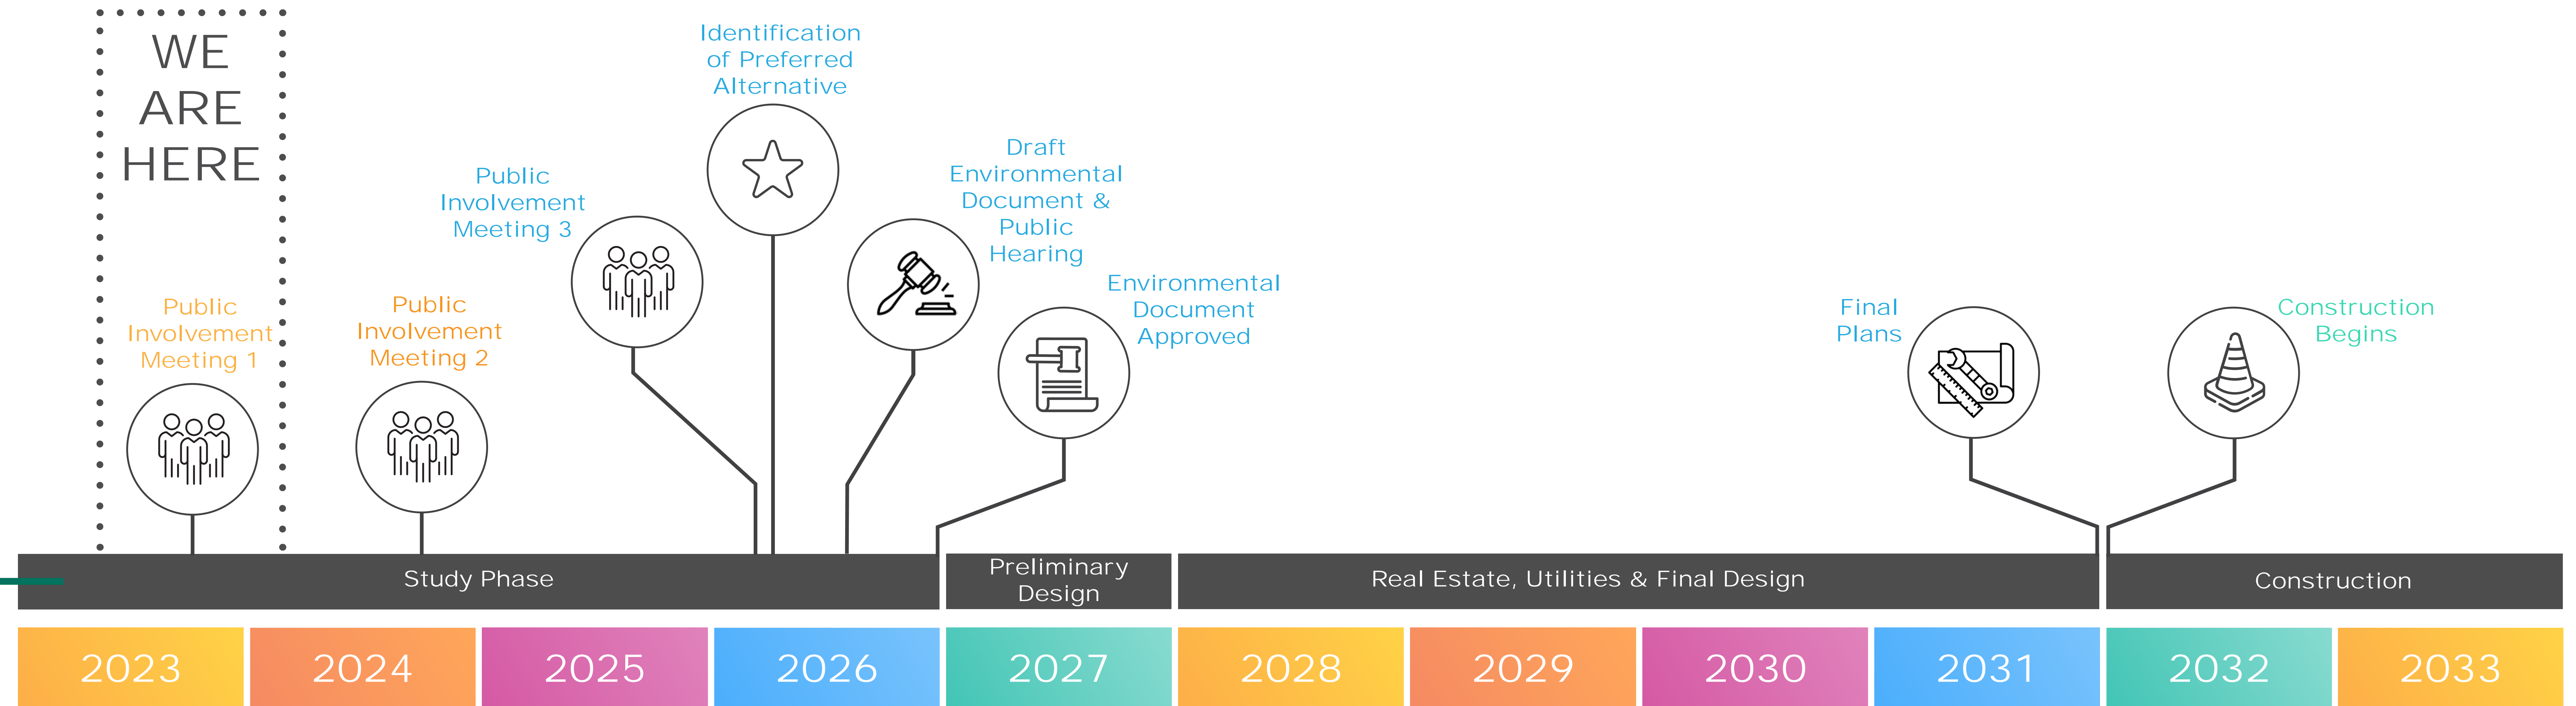 WE
ARE
HERE
Public
Involvement
Meeting 1
Public
Involvement
Meeting 2
Public
Involvement
Meeting 3
Identification
of Preferred
Alternative
Draft
Environmental
Document &
Public
Hearing
Environmental
Document
Approved
Final
Plans
Construction
Begins
Study Phase
Preliminary
Design
Real Estate, Utilities & Final Design
Construction
2023
2024
2025
2026
2027
2028
2029
2030
2031
2032
2033